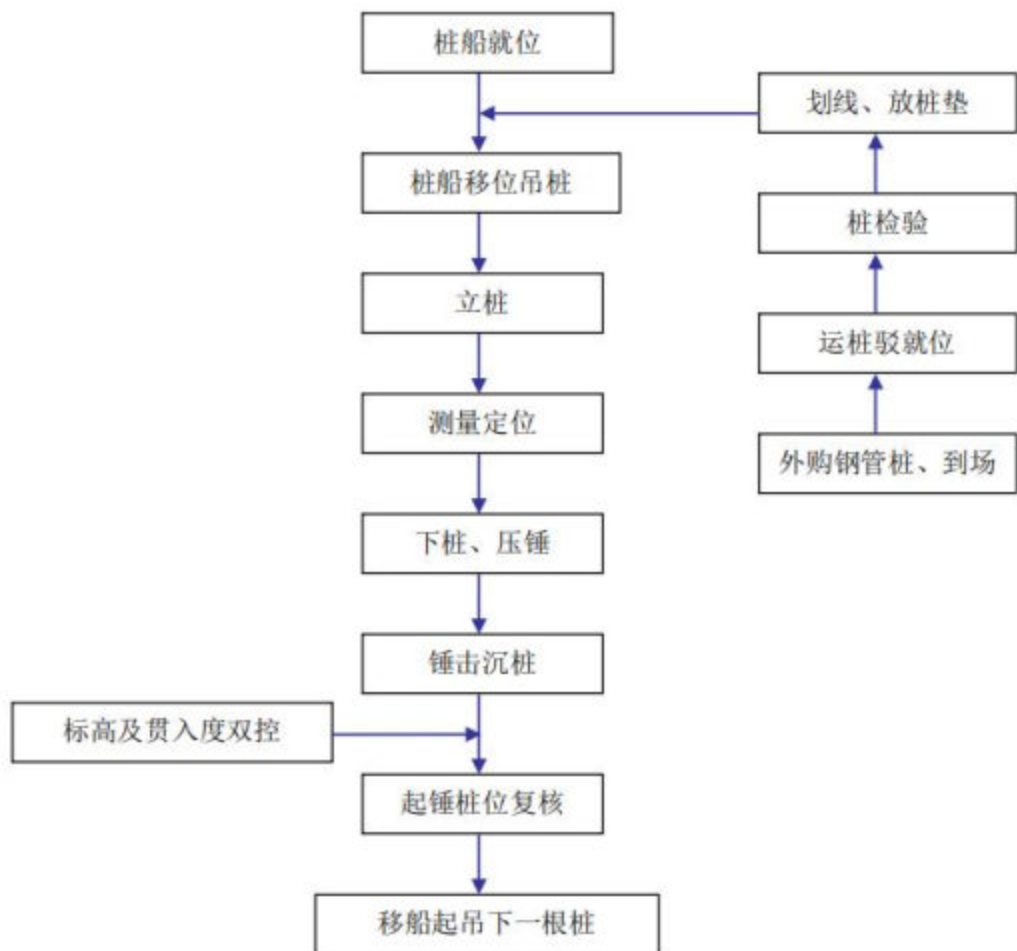 桩船就位
划线、放桩垫
桩船移位吊桩
桩检验
立桩
运桩驳就位
测量定位
外购钢管桩、到场
下桩、压锤
锤击沉桩
标高及贯入度双控
起锤桩位复核
移船起吊下一根桩